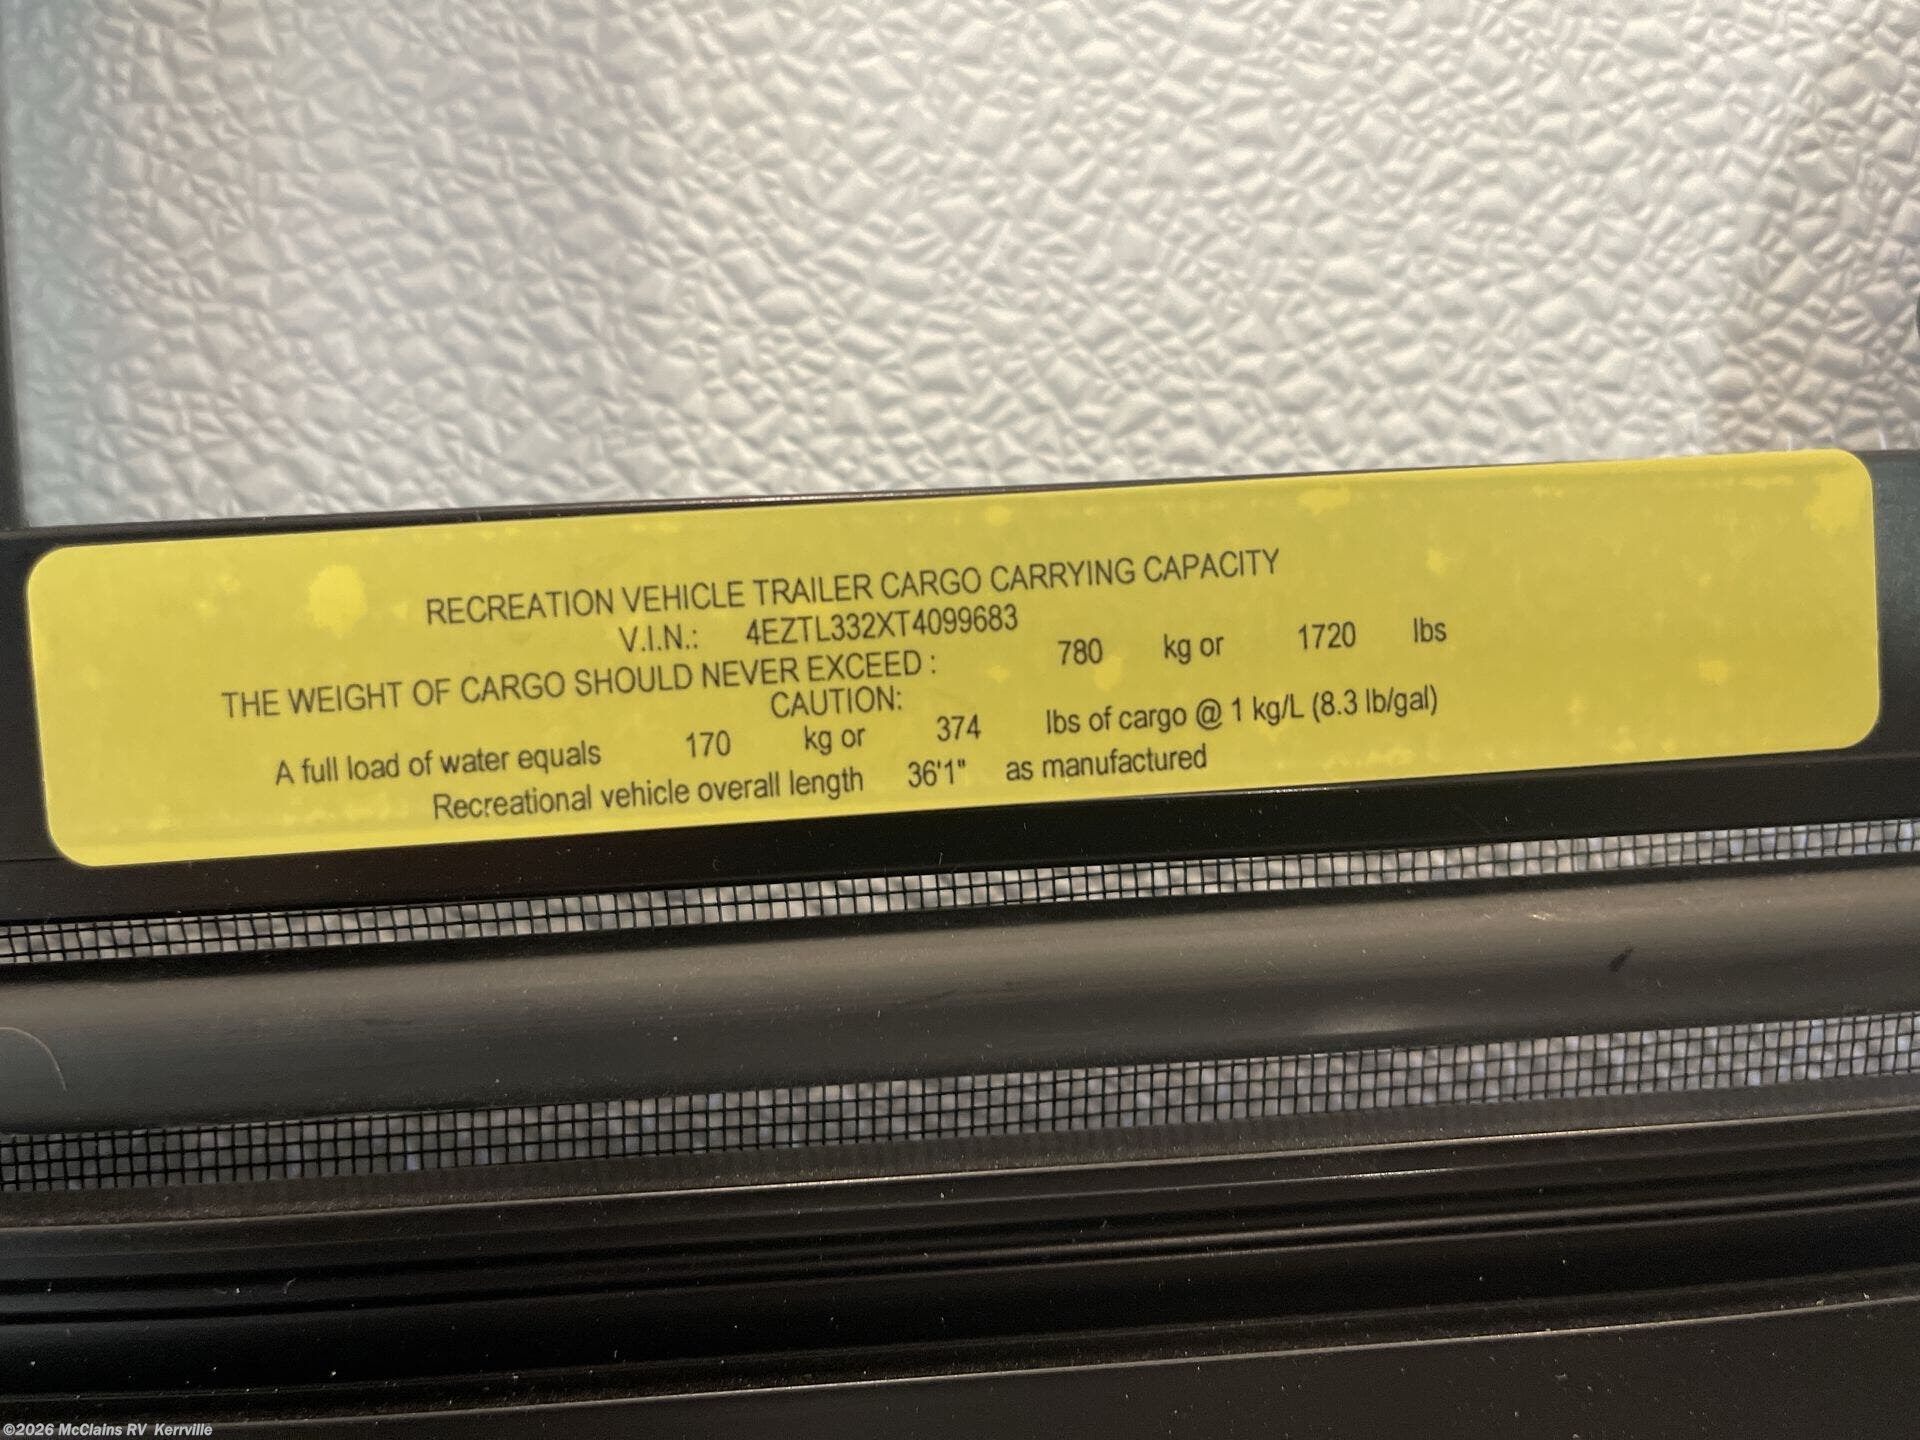 RECREATION VEHICLE TRAILER CARGO CARRYING CAPACITY
V.I.N.: 4EZTL332XT4099683
THE WEIGHT OF CARGO SHOULD NEVER EXCEED : 780 kg or 1720 lbs
CAUTION:
A full load of water equals 170 kg or 374 lbs of cargo @ 1 kg/L (8.3 lb/gal)
Recreational vehicle overall length 36'1" as manufactured
©2026 McClains RV Kerrville